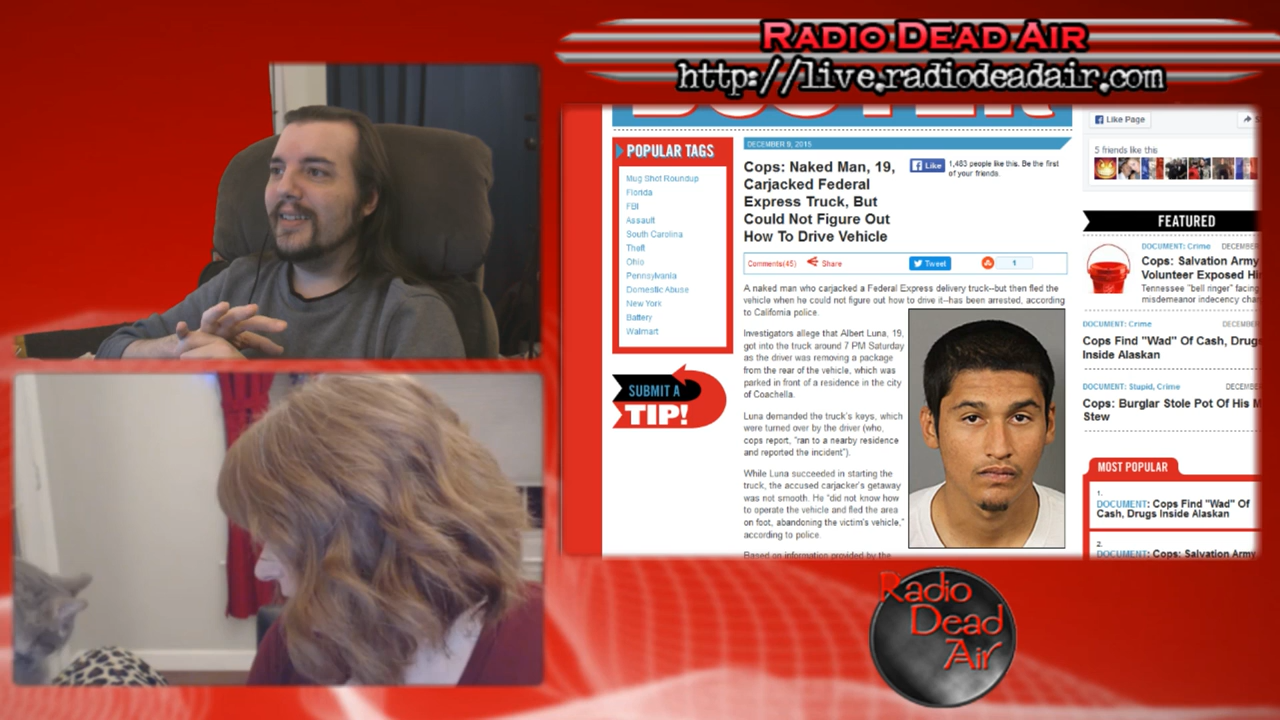 RADIO DEAD AIR
http://live.radiodeadair.com
POPULAR TAGS
Mug Shot Roundup
Florida
FBI
Assault
South Carolina
Theft
Ohio
Pennsylvania
Domestic Abuse
New York
Battery
Walmart
SUBMIT A
TIP!
DECEMBER 9, 2015
Cops: Naked Man, 19,
Carjacked Federal
Express Truck, But
Could Not Figure Out
How To Drive Vehicle
Like
1,483 people like this. Be the first
of your friends.
Comments(45)
Share
Tweet
1
A naked man who carjacked a Federal Express delivery truck--but then fled the
vehicle when he could not figure out how to drive it--has been arrested, according
to California police.
Investigators allege that Albert Luna, 19,
got into the truck around 7 PM Saturday
as the driver was removing a package
from the rear of the vehicle, which was
parked in front of a residence in the city
of Coachella.
Luna demanded the truck's keys, which
were turned over by the driver (who,
cops report, "ran to a nearby residence
and reported the incident").
While Luna succeeded in starting the
truck, the accused carjacker's getaway
was not smooth. He "did not know how
to operate the vehicle and fled the area
on foot, abandoning the victim's vehicle,"
according to police.
Based on information provided by the
Like Page
S
5 friends like this
FEATURED
DOCUMENT: Crime
DECEMBER
Cops: Salvation Army
Volunteer Exposed Hi
Tennessee "bell ringer" facing
misdemeanor indecency char
DOCUMENT: Crime
DECEMBE
Cops Find "Wad" Of Cash, Drugs
Inside Alaskan
DOCUMENT: Stupid, Crime
DECEMBE
Cops: Burglar Stole Pot Of His M
Stew
MOST POPULAR
1.
DOCUMENT: Cops Find "Wad" Of
Cash, Drugs Inside Alaskan
2.
DOCUMENT: Cops: Salvation Army
Radio
Dead
Air